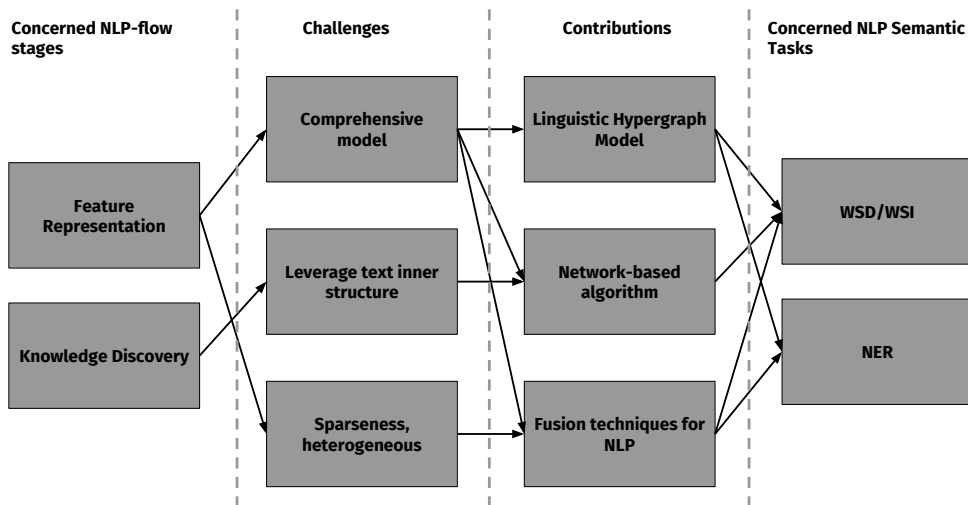 Concerned NLP-flow
stages
Challenges
Contributions
Concerned NLP Semantic
Tasks
Feature
Representation
Knowledge Discovery
Comprehensive
model
Leverage text inner
structure
Sparseness,
heterogeneous
Linguistic Hypergraph
Model
Network-based
algorithm
Fusion techniques for
NLP
WSD/WSI
NER